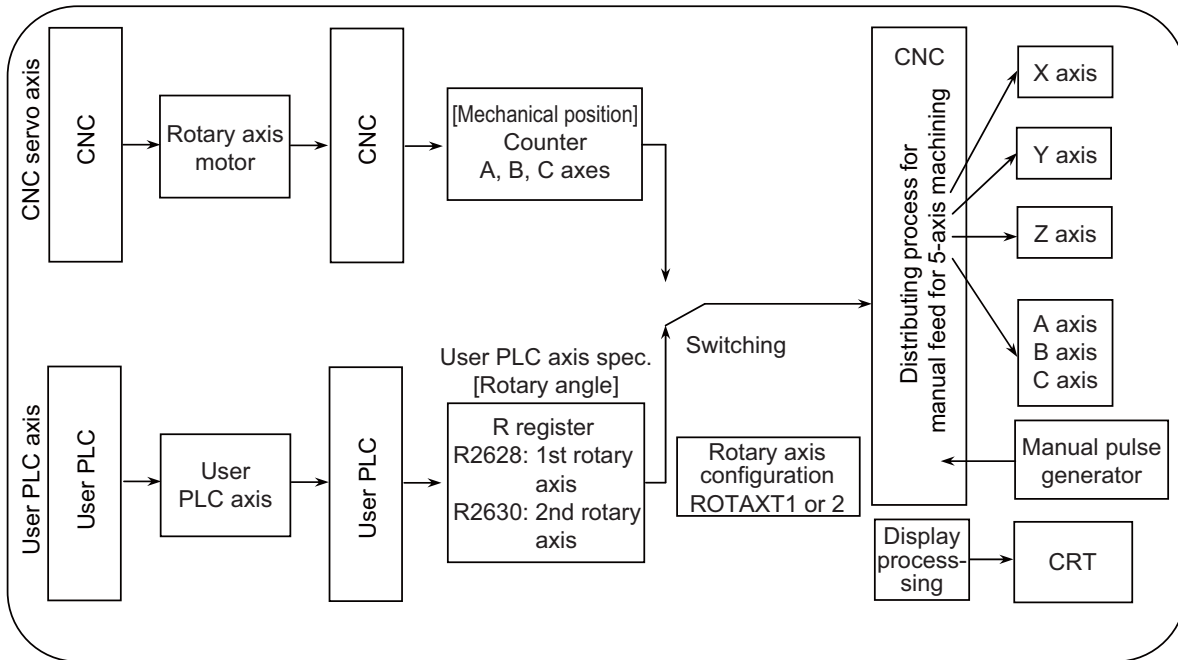 CNC servo axis
CNC
Rotary axis
motor
CNC
[Mechanical position]
Counter
A, B, C axes
CNC
Distributing process for
manual feed for 5-axis machining
X axis
Y axis
Z axis
A axis
B axis
C axis
Switching
User PLC axis
User PLC
User
PLC axis
User PLC
User PLC axis spec.
[Rotary angle]
R register
R2628: 1st rotary
axis
R2630: 2nd rotary
axis
Rotary axis
configuration
ROTAXT1 or 2
Manual pulse
generator
Display
process-
sing
CRT